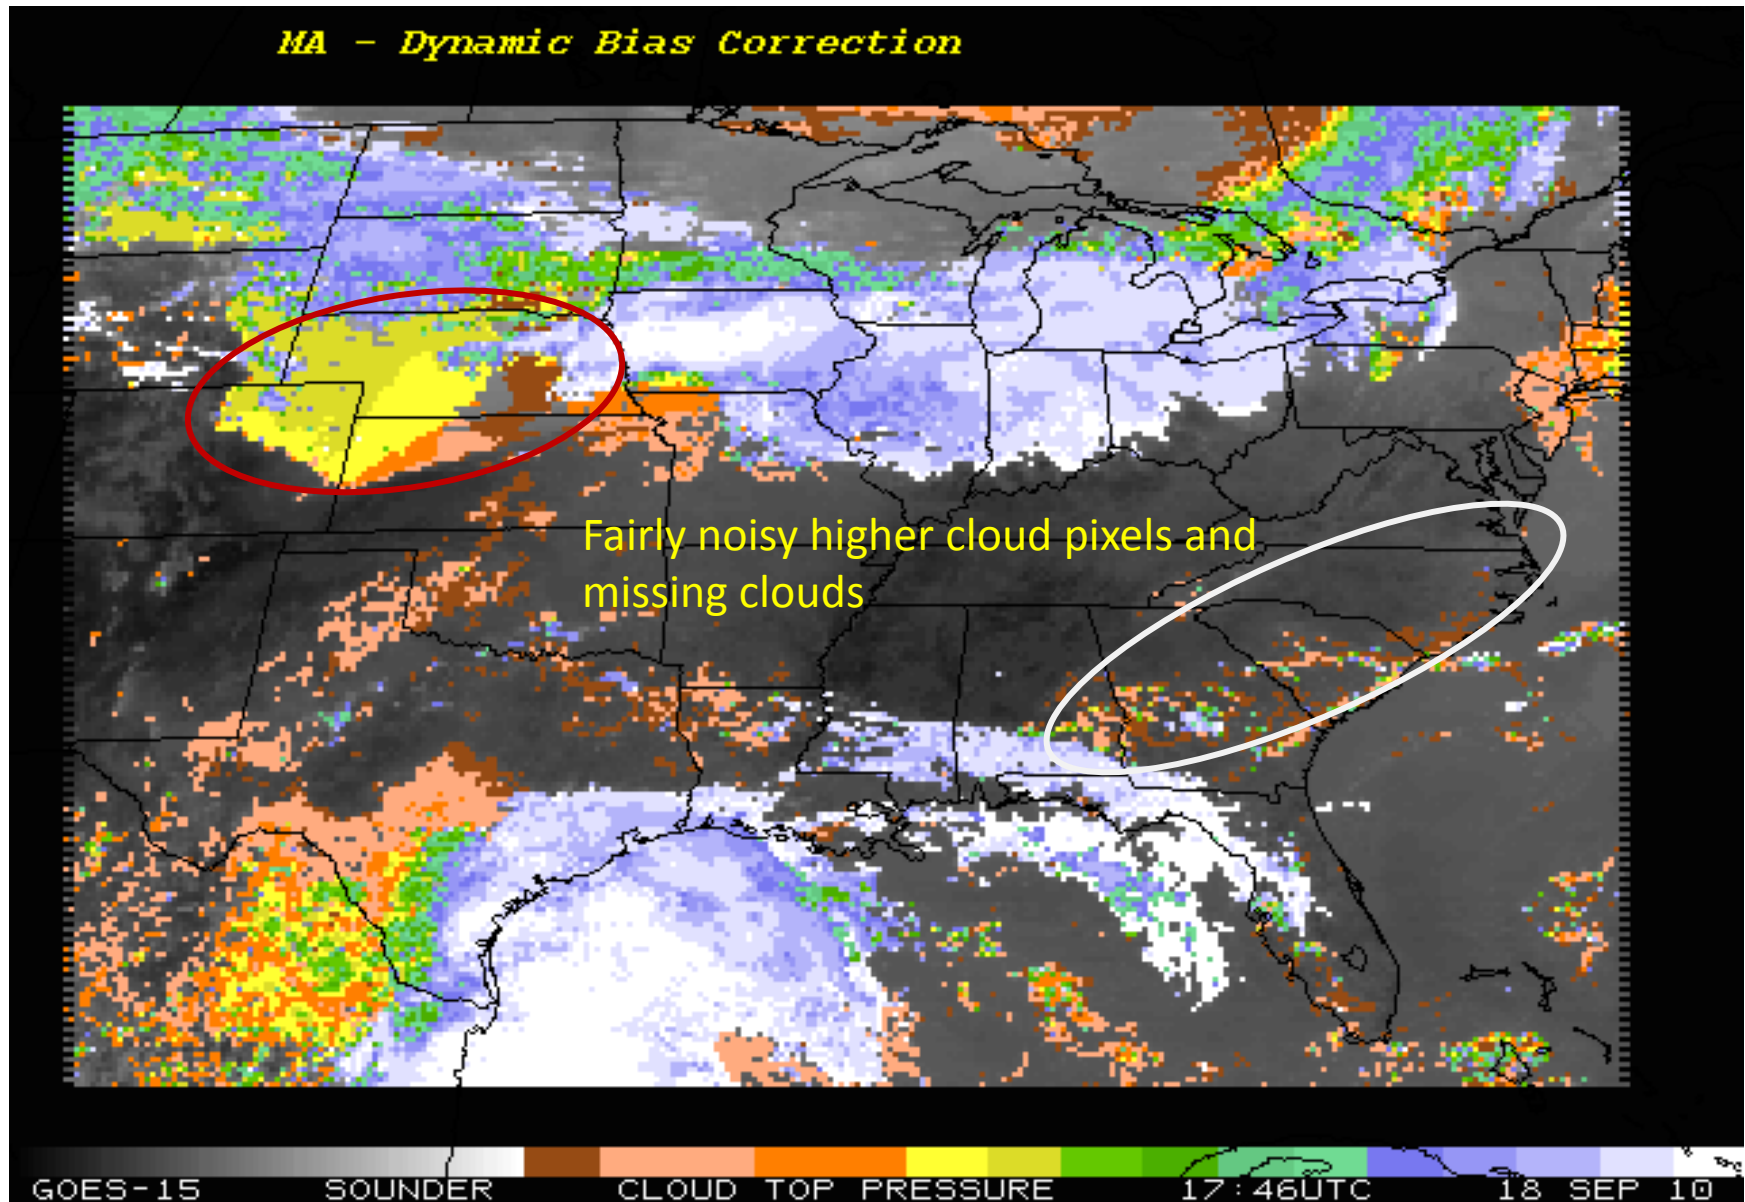 MA - Dynamic Bias Correction
Fairly noisy higher cloud pixels and
missing clouds
GOES-15 SOUNDER CLOUD TOP PRESSURE 17:46UTC 18 SEP 10